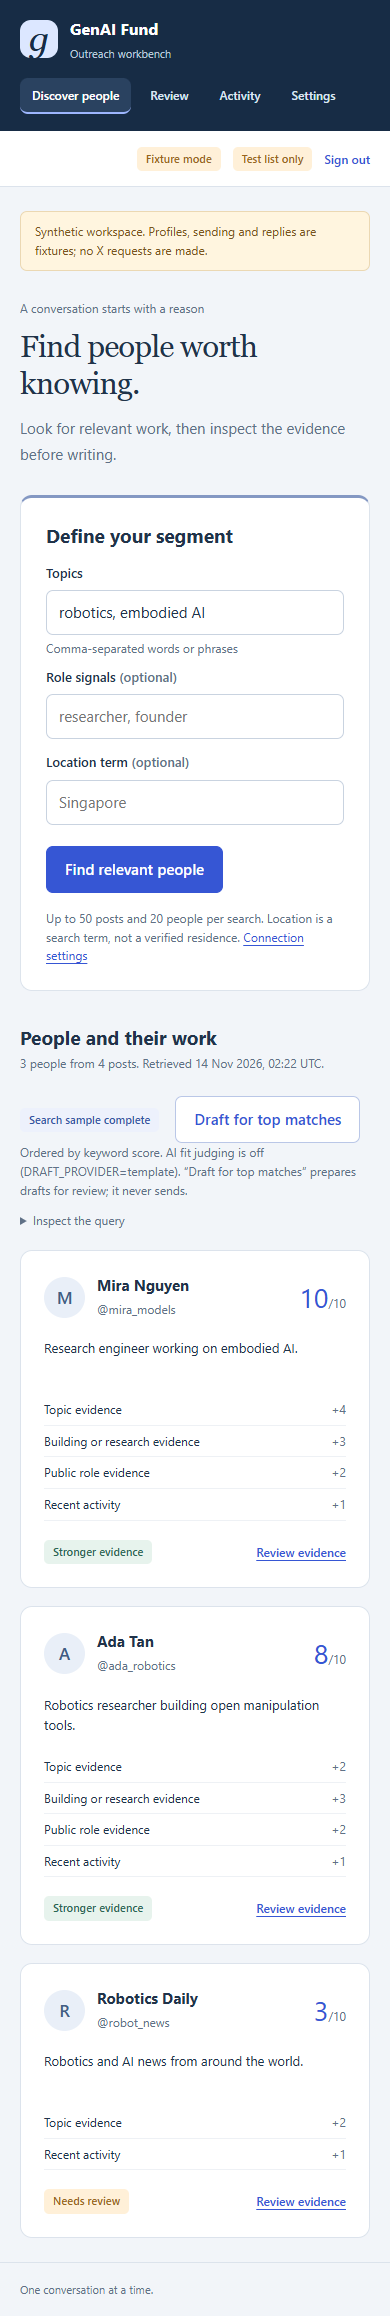 g
GenAI Fund
Outreach workbench
Discover people
Review
Activity
Settings
Fixture mode
Test list only
Sign out
Synthetic workspace. Profiles, sending and replies are
fixtures; no X requests are made.
A conversation starts with a reason
Find people worth
knowing.
Look for relevant work, then inspect the evidence
before writing.
Define your segment
Topics
robotics, embodied AI
Comma-separated words or phrases
Role signals (optional)
researcher, founder
Location term (optional)
Singapore
Find relevant people
Up to 50 posts and 20 people per search. Location is a
search term, not a verified residence. Connection
settings
People and their work
3 people from 4 posts. Retrieved 14 Nov 2026, 02:22 UTC.
Search sample complete
Draft for top matches
Ordered by keyword score. AI fit judging is off
(DRAFT_PROVIDER=template). “Draft for top matches” prepares
drafts for review; it never sends.
Inspect the query
M
Mira Nguyen
@mira_models
10/10
Research engineer working on embodied AI.
Topic evidence +4
Building or research evidence +3
Public role evidence +2
Recent activity +1
Stronger evidence
Review evidence
A
Ada Tan
@ada_robotics
8/10
Robotics researcher building open manipulation
tools.
Topic evidence +2
Building or research evidence +3
Public role evidence +2
Recent activity +1
Stronger evidence
Review evidence
R
Robotics Daily
@robot_news
3/10
Robotics and AI news from around the world.
Topic evidence +2
Recent activity +1
Needs review
Review evidence
One conversation at a time.